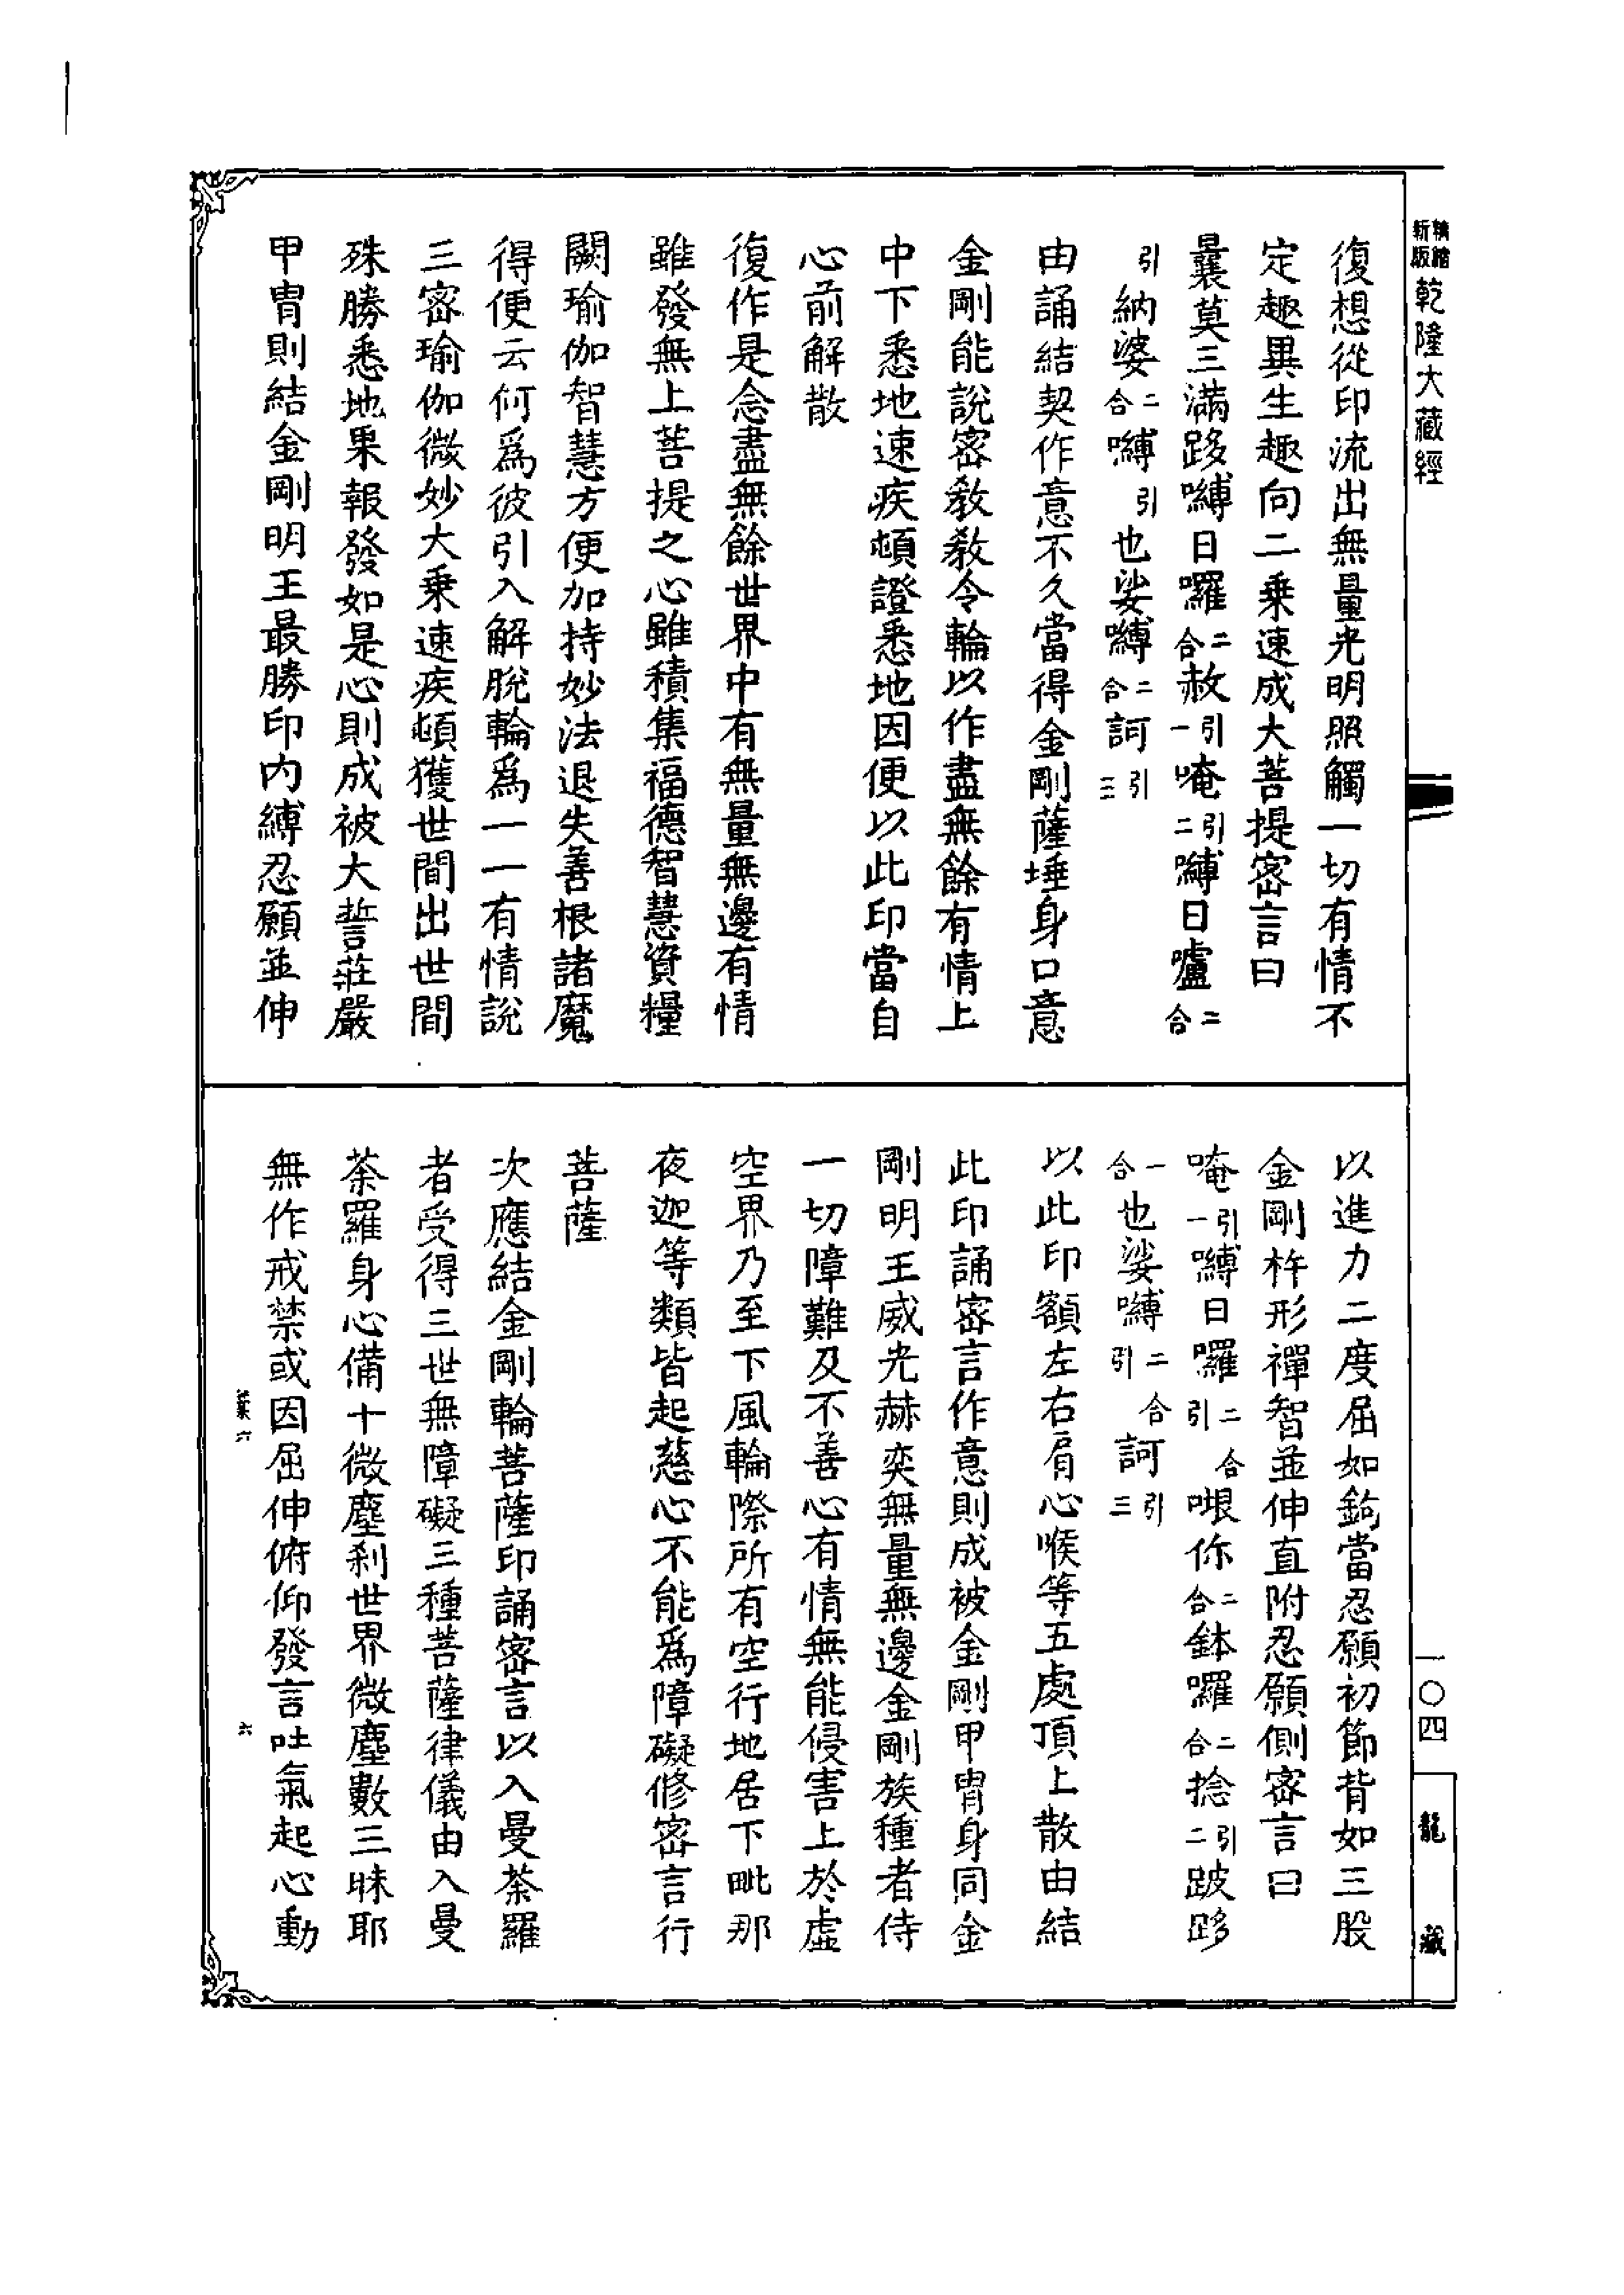 新版精縮 乾隆大藏經
復想從印流出無量光明照觸一切有情不
定趣異生趣向二乘速成大菩提密言曰
曩莫三滿跢嚩日囉二合赦引一唵引二嚩日嚧二合
引納婆二合嚩引也娑嚩二合訶引三
由誦結契作意不久當得金剛薩埵身口意
金剛能說密教教令輪以作盡無餘有情上
中下悉地速疾頓證悉地因便以此印當自
心前解散
復作是念盡無餘世界中有無量無邊有情
雖發無上菩提之心雖積集福德智慧資糧
闕瑜伽智慧方便加持妙法退失善根諸魔
得便云何為彼引入解脫輪為一一有情說
三密瑜伽微妙大乘速疾頓獲世間出世間
殊勝悉地果報發如是心則成被大誓莊嚴
甲冑則結金剛明王最勝印內縛忍願並伸
以進力二度屈如鉤當忍願初節背如三股
金剛杵形禪智並伸直附忍願側密言曰
唵引一嚩日囉二合引哏你二合鉢囉二合捻引二跛跢
一合也娑嚩二合引訶引三
以此印額左右肩心喉等五處頂上散由結
此印誦密言作意則成被金剛甲冑身同金
剛明王威光赫奕無量無邊金剛族種者侍
一切障難及不善心有情無能侵害上於虛
空界乃至下風輪際所有空行地居下毗那
夜迦等類皆起慈心不能為障礙修密言行
菩薩
次應結金剛輪菩薩印誦密言以入曼荼羅
者受得三世無障礙三種菩薩律儀由入曼
荼羅身心備十微塵剎世界微塵數三昧耶
無作戒禁或因屈伸俯仰發言吐氣起心動
六
一〇四
龍藏